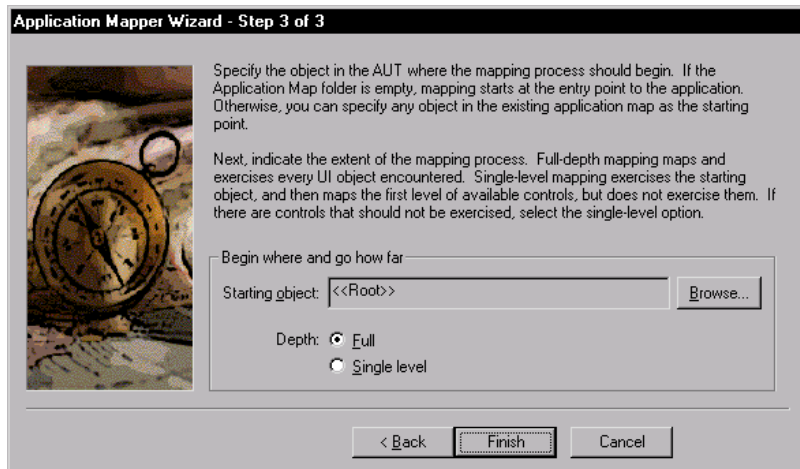 Application Mapper Wizard - Step 3 of 3
Specify the object in the AUT where the mapping process should begin. If the
Application Map folder is empty, mapping starts at the entry point to the application.
Otherwise, you can specify any object in the existing application map as the starting
point.
Next, indicate the extent of the mapping process. Full-depth mapping maps and
exercises every UI object encountered. Single-level mapping exercises the starting
object, and then maps the first level of available controls, but does not exercise them. If
there are controls that should not be exercised, select the single-level option.
Begin where and go how far
Starting object: <<Root>> Browse...
Depth: Full
Single level
< Back Finish Cancel